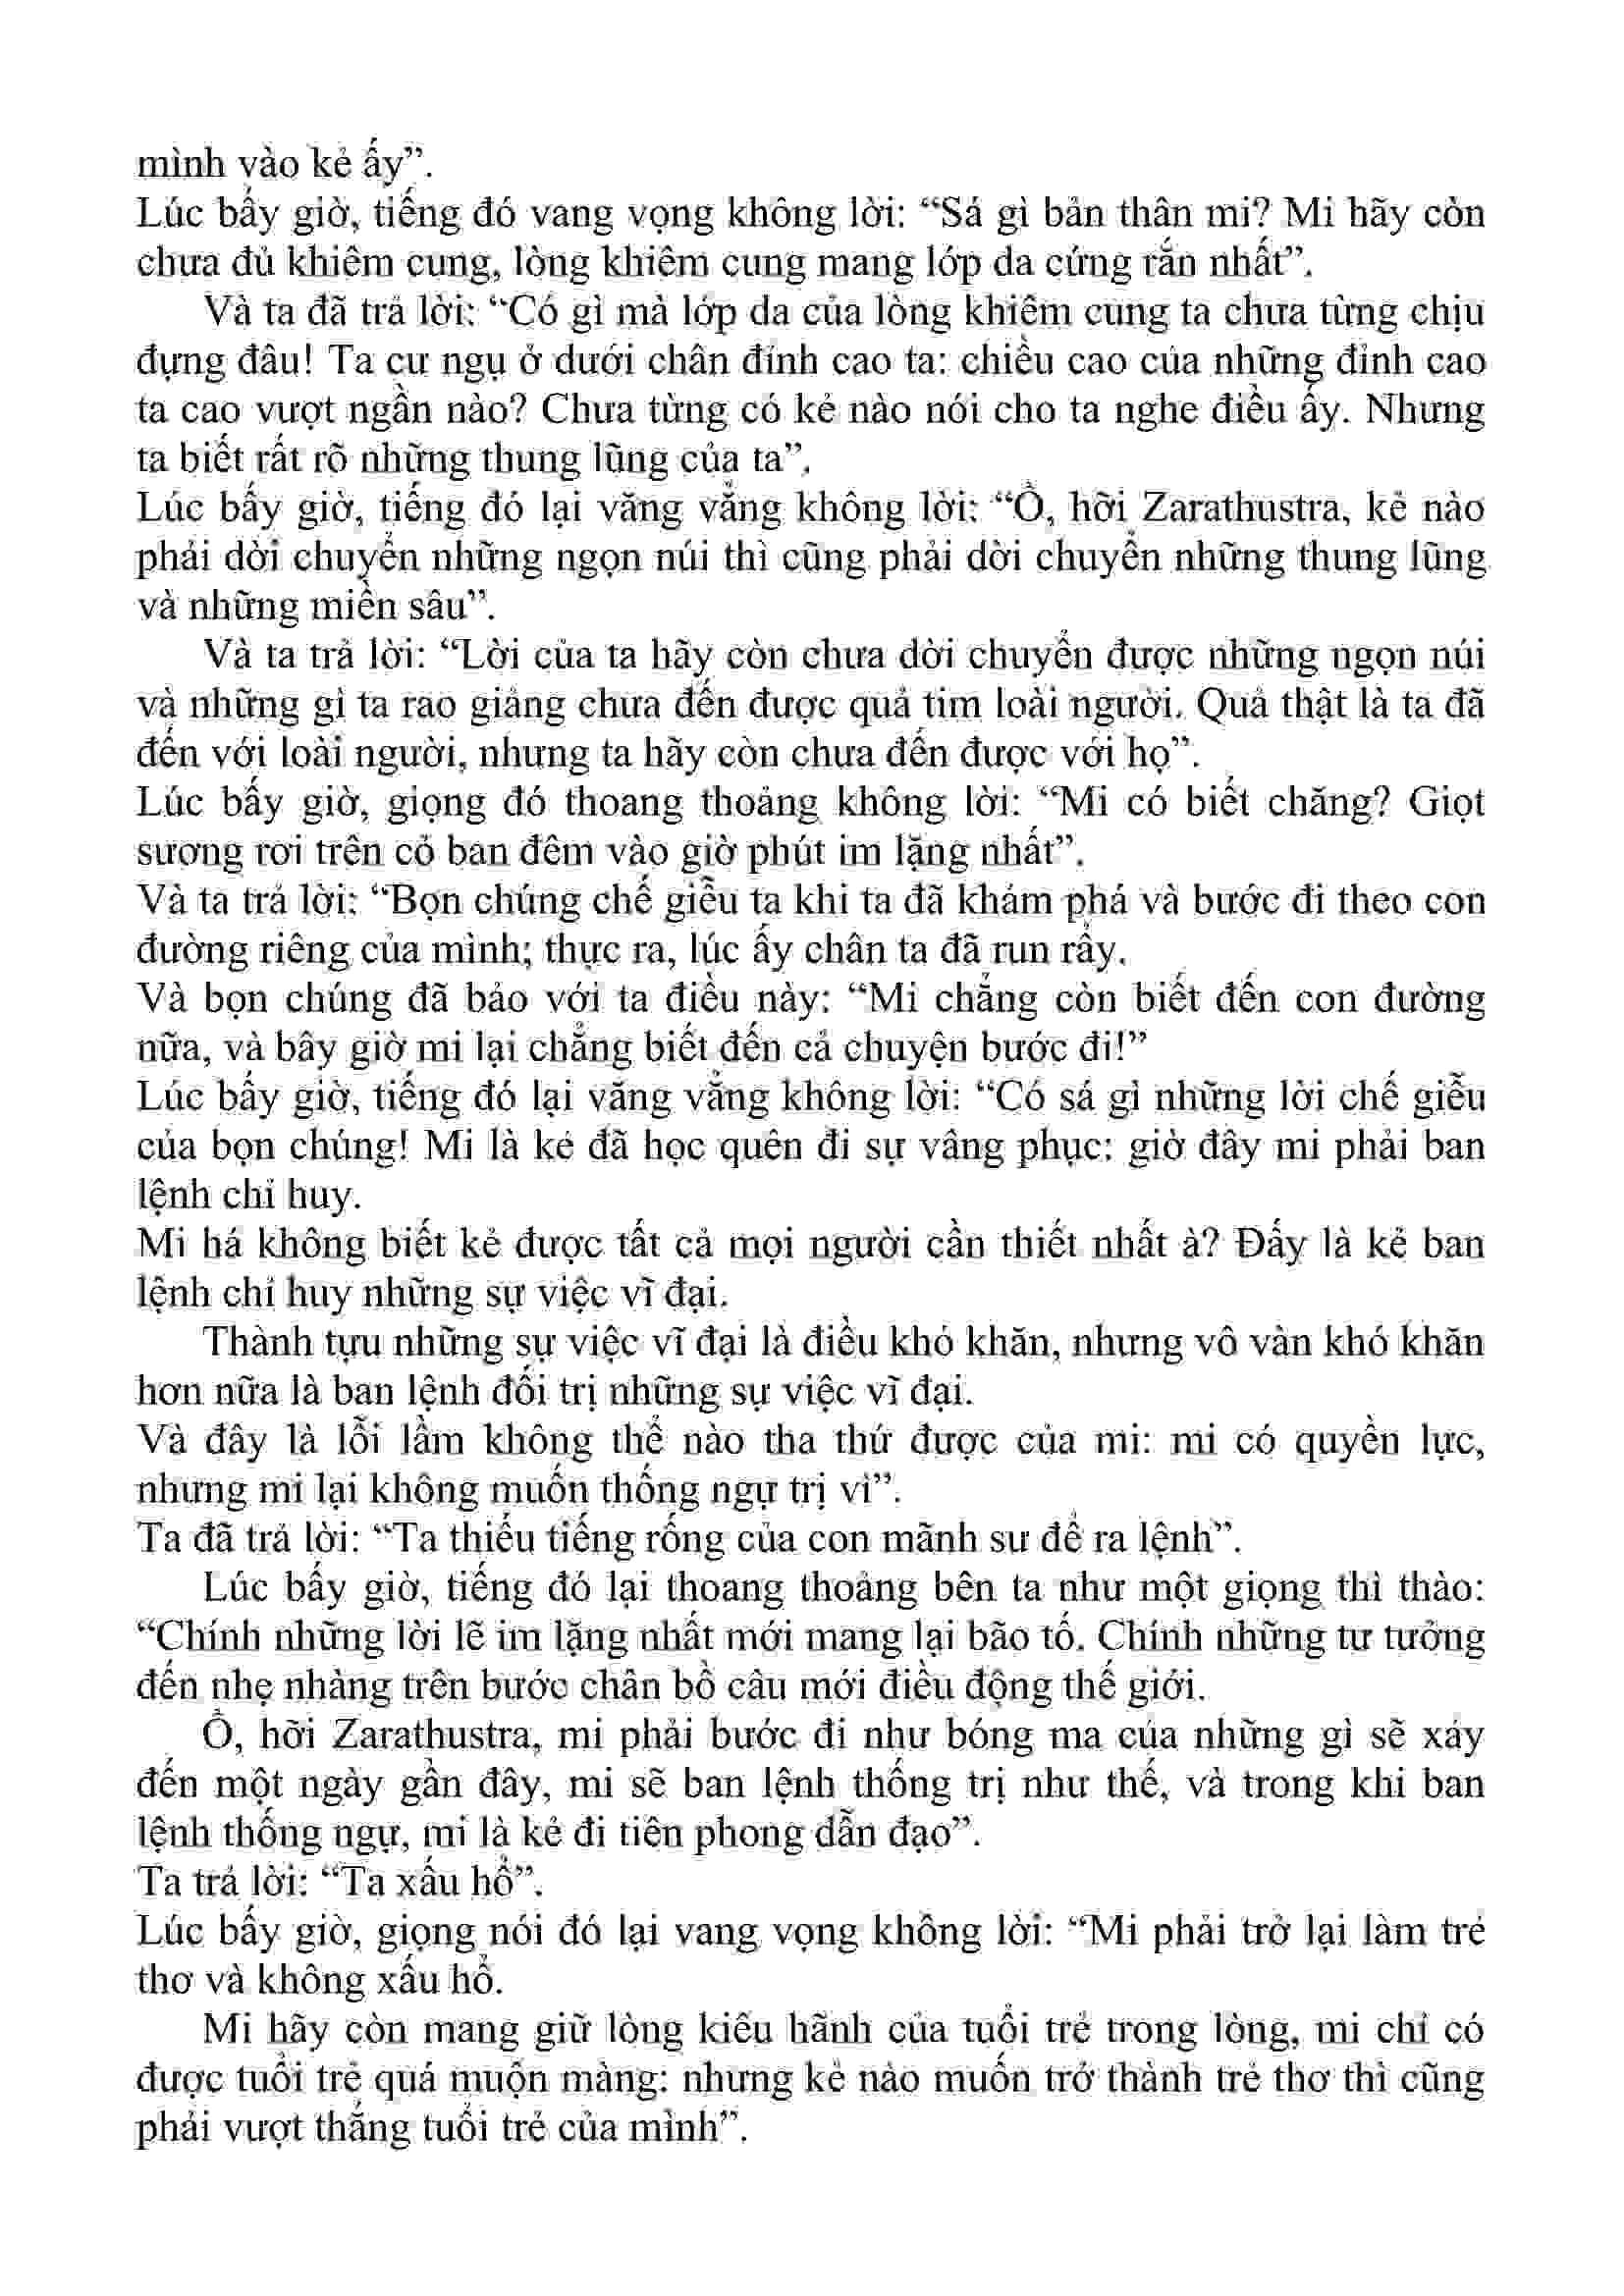 mình vào kẻ ấy”.
Lúc bấy giờ, tiếng đó vang vọng không lời: “Sá gì bản thân mi? Mi hãy còn
chưa đủ khiêm cung, lòng khiêm cung mang lớp da cứng rắn nhất”.
Và ta đã trả lời: “Có gì mà lớp da của lòng khiêm cung ta chưa từng chịu
đựng đâu! Ta cư ngụ ở dưới chân đỉnh cao ta: chiều cao của những đỉnh cao
ta cao vượt ngần nào? Chưa từng có kẻ nào nói cho ta nghe điều ấy. Nhưng
ta biết rất rõ những thung lũng của ta”.
Lúc bấy giờ, tiếng đó lại văng vẳng không lời: “Ồ, hỡi Zarathustra, kẻ nào
phải dời chuyển những ngọn núi thì cũng phải dời chuyển những thung lũng
và những miền sâu”.
Và ta trả lời: “Lời của ta hãy còn chưa dời chuyển được những ngọn núi
và những gì ta rao giảng chưa đến được quả tim loài người. Quả thật là ta đã
đến với loài người, nhưng ta hãy còn chưa đến được với họ”.
Lúc bấy giờ, giọng đó thoang thoảng không lời: “Mi có biết chăng? Giọt
sương rơi trên cỏ ban đêm vào giờ phút im lặng nhất”.
Và ta trả lời: “Bọn chúng chế giễu ta khi ta đã khám phá và bước đi theo con
đường riêng của mình; thực ra, lúc ấy chân ta đã run rẩy.
Và bọn chúng đã bảo với ta điều này: “Mi chẳng còn biết đến con đường
nữa, và bây giờ mi lại chẳng biết đến cả chuyện bước đi!”
Lúc bấy giờ, tiếng đó lại văng vẳng không lời: “Có sá gì những lời chế giễu
của bọn chúng! Mi là kẻ đã học quên đi sự vâng phục: giờ đây mi phải ban
lệnh chỉ huy.
Mi há không biết kẻ được tất cả mọi người cần thiết nhất à? Đấy là kẻ ban
lệnh chỉ huy những sự việc vĩ đại.
Thành tựu những sự việc vĩ đại là điều khó khăn, nhưng vô vàn khó khăn
hơn nữa là ban lệnh đối trị những sự việc vĩ đại.
Và đây là lỗi lầm không thể nào tha thứ được của mi: mi có quyền lực,
nhưng mi lại không muốn thống ngự trị vì”.
Ta đã trả lời: “Ta thiếu tiếng rống của con mãnh sư để ra lệnh”.
Lúc bấy giờ, tiếng đó lại thoang thoảng bên ta như một giọng thì thào:
“Chính những lời lẽ im lặng nhất mới mang lại bão tố. Chính những tư tưởng
đến nhẹ nhàng trên bước chân bồ câu mới điều động thế giới.
Ồ, hỡi Zarathustra, mi phải bước đi như bóng ma của những gì sẽ xảy
đến một ngày gần đây, mi sẽ ban lệnh thống trị như thế, và trong khi ban
lệnh thống ngự, mi là kẻ đi tiên phong dẫn đạo”.
Ta trả lời: “Ta xấu hổ”.
Lúc bấy giờ, giọng nói đó lại vang vọng không lời: “Mi phải trở lại làm trẻ
thơ và không xấu hổ.
Mi hãy còn mang giữ lòng kiêu hãnh của tuổi trẻ trong lòng, mi chỉ có
được tuổi trẻ quá muộn màng: nhưng kẻ nào muốn trở thành trẻ thơ thì cũng
phải vượt thắng tuổi trẻ của mình”.